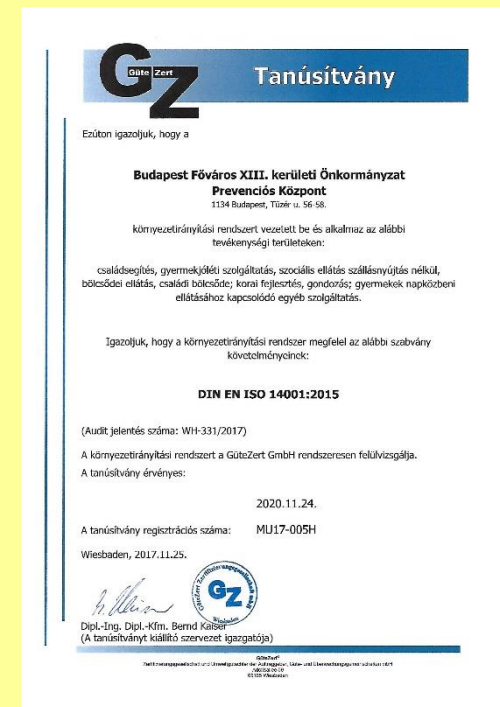 Güte Zert
GZ
Tanúsítvány
Ezúton igazoljuk, hogy a
Budapest Főváros XIII. kerületi Önkormányzat
Prevenciós Központ
1134 Budapest, Tüzér u. 56-58.
környezetirányítási rendszert vezetett be és alkalmaz az alábbi
tevékenységi területeken:
családsegítés, gyermekjóléti szolgáltatás, szociális ellátás szállásnyújtás nélkül,
bölcsődei ellátás, családi bölcsőde; korai fejlesztés, gondozás; gyermekek napközbeni
ellátásához kapcsolódó egyéb szolgáltatás.
Igazoljuk, hogy a környezetirányítási rendszer megfelel az alábbi szabvány
követelményeinek:
DIN EN ISO 14001:2015
(Audit jelentés száma: WH-331/2017)
A környezetirányítási rendszert a GüteZert GmbH rendszeresen felülvizsgálja.
A tanúsítvány érvényes:
2020.11.24.
A tanúsítvány regisztrációs száma: MU17-005H
Wiesbaden, 2017.11.25.
GZ
Wiesbaden
Dipl.-Ing. Dipl.-Kfm. Bernd Kaiser
(A tanúsítványt kiállító szervezet igazgatója)
GüteZert®
65185 Wiesbaden